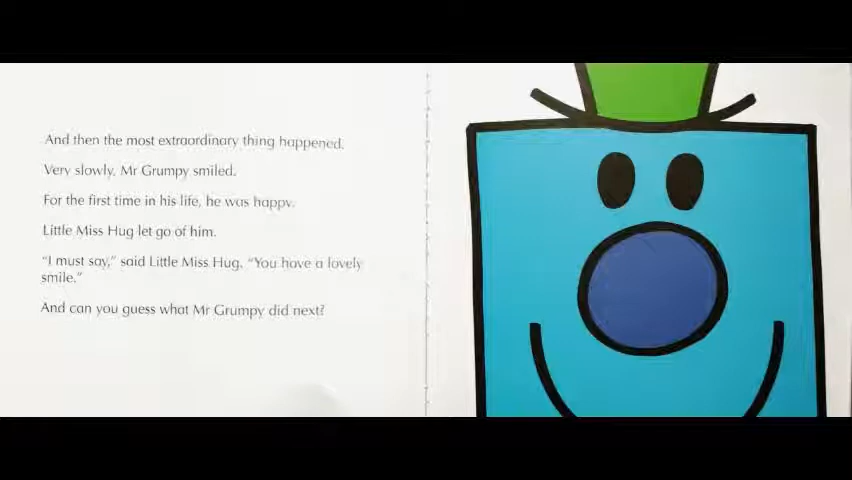 And then the most extraordinary thing happened.
Very slowly, Mr Grumpy smiled.
For the first time in his life, he was happy.
Little Miss Hug let go of him.
“I must say,” said Little Miss Hug, “You have a lovely
smile.”
And can you guess what Mr Grumpy did next?